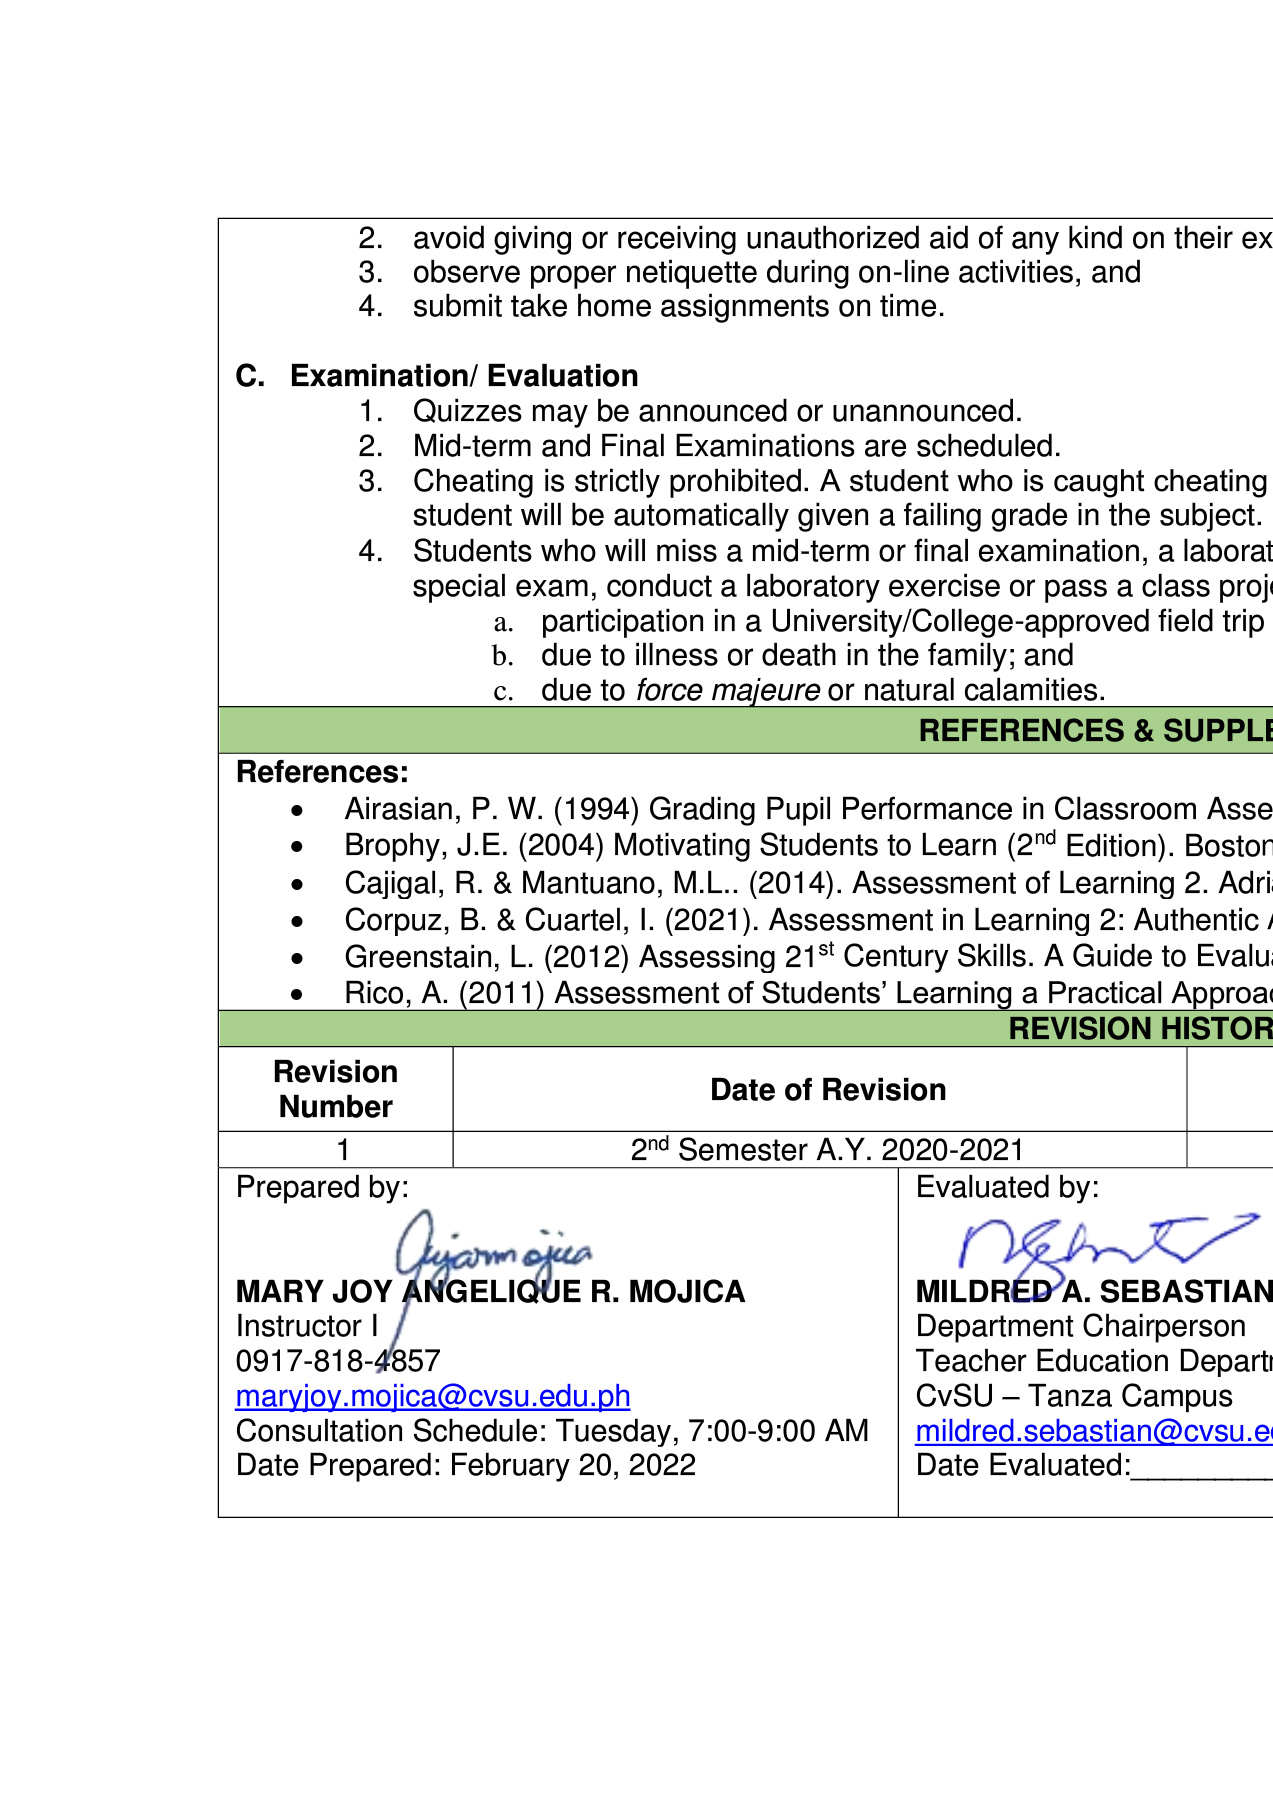 2. avoid giving or receiving unauthorized aid of any kind on their ex
3. observe proper netiquette during on-line activities, and
4. submit take home assignments on time.
C. Examination/ Evaluation
1. Quizzes may be announced or unannounced.
2. Mid-term and Final Examinations are scheduled.
3. Cheating is strictly prohibited. A student who is caught cheating
student will be automatically given a failing grade in the subject.
4. Students who will miss a mid-term or final examination, a laborat
special exam, conduct a laboratory exercise or pass a class proje
a. participation in a University/College-approved field trip
b. due to illness or death in the family; and
c. due to force majeure or natural calamities.
REFERENCES & SUPPLE
References:
• Airasian, P. W. (1994) Grading Pupil Performance in Classroom Asse
• Brophy, J.E. (2004) Motivating Students to Learn (2nd Edition). Boston
• Cajigal, R. & Mantuano, M.L.. (2014). Assessment of Learning 2. Adri
• Corpuz, B. & Cuartel, I. (2021). Assessment in Learning 2: Authentic A
• Greenstain, L. (2012) Assessing 21st Century Skills. A Guide to Evalu
• Rico, A. (2011) Assessment of Students’ Learning a Practical Approac
REVISION HISTOR
Revision
Number
Date of Revision
1
2nd Semester A.Y. 2020-2021
Prepared by:
MARY JOY ANGELIQUE R. MOJICA
Instructor I
0917-818-4857
maryjoy.mojica@cvsu.edu.ph
Consultation Schedule: Tuesday, 7:00-9:00 AM
Date Prepared: February 20, 2022
Evaluated by:
MILDRED A. SEBASTIAN
Department Chairperson
Teacher Education Depart
CvSU – Tanza Campus
mildred.sebastian@cvsu.e
Date Evaluated:_________